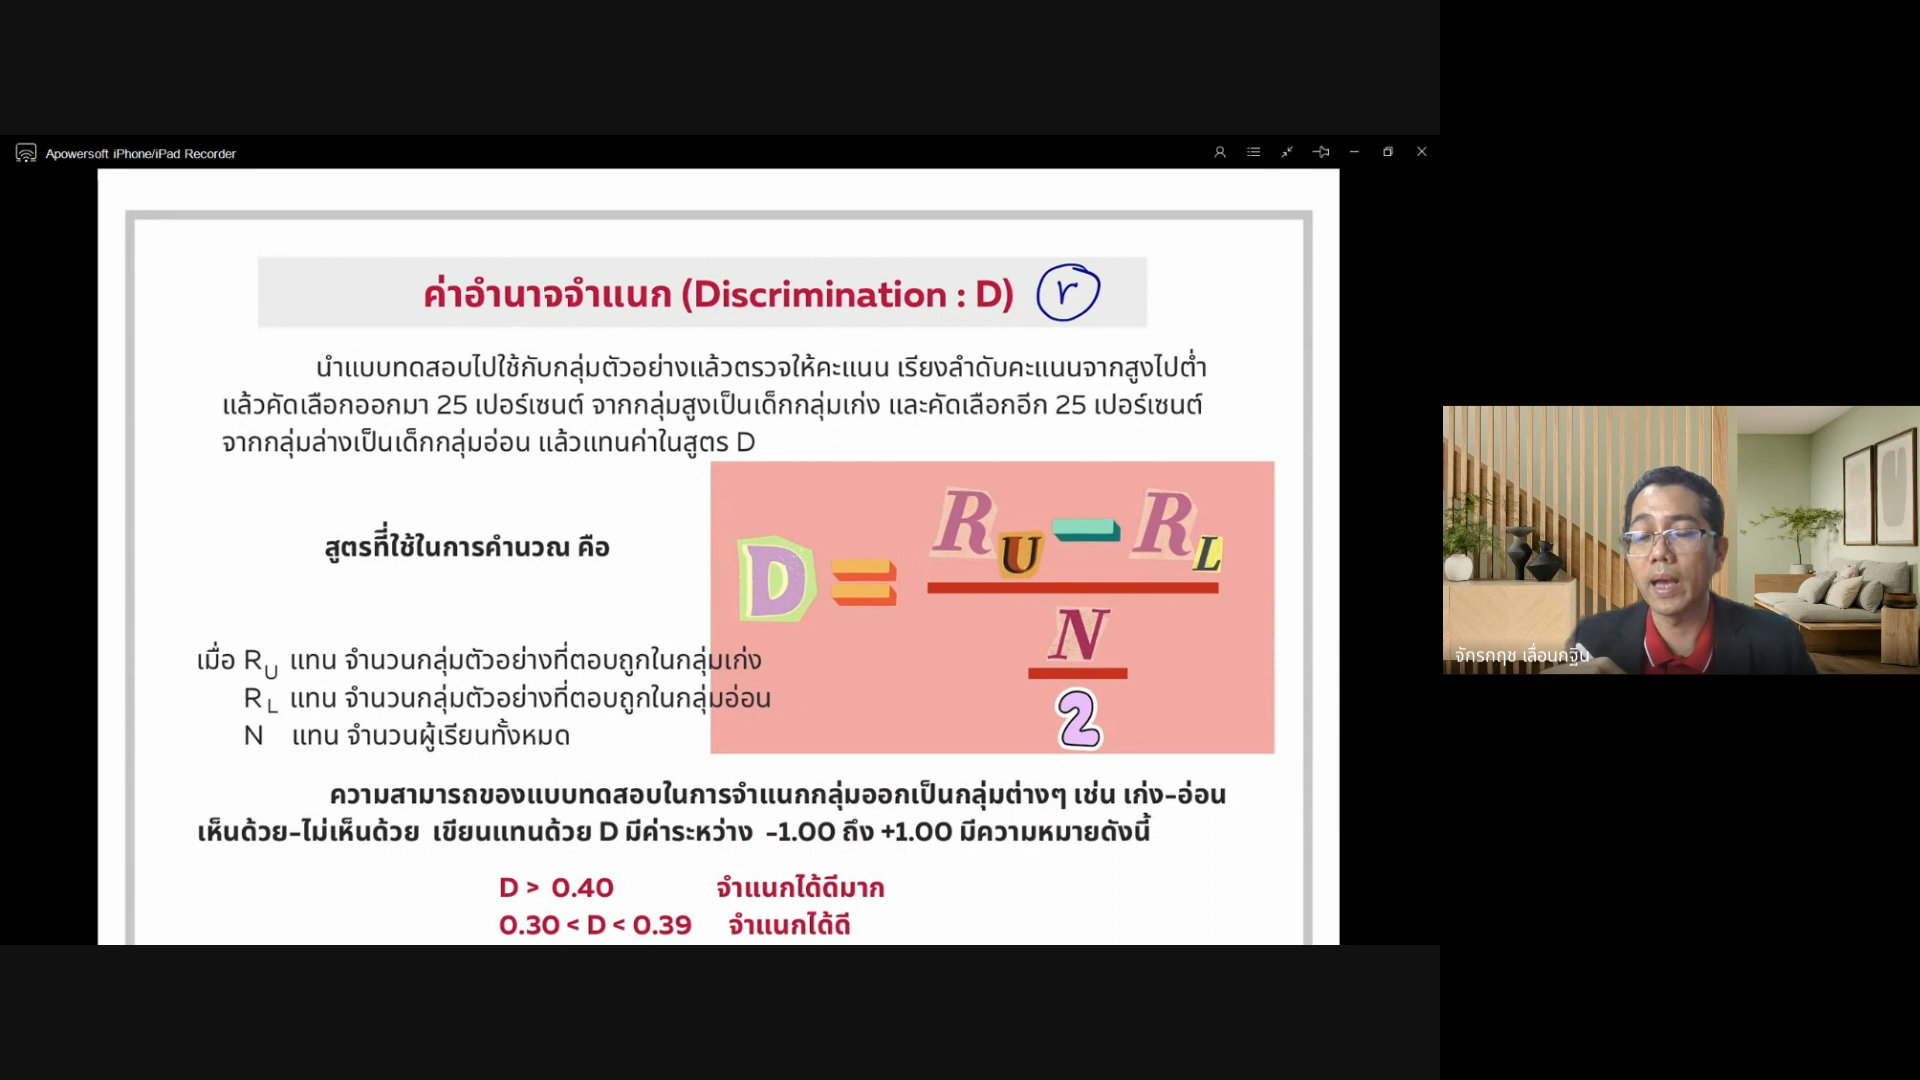 Apowersoft iPhone/iPad Recorder
ค่าอำนาจจำแนก (Discrimination : D) r
นำแบบทดสอบไปใช้กับกลุ่มตัวอย่างแล้วตรวจให้คะแนน เรียงลำดับคะแนนจากสูงไปต่ำ
แล้วคัดเลือกออกมา 25 เปอร์เซนต์ จากกลุ่มสูงเป็นเด็กกลุ่มเก่ง และคัดเลือกอีก 25 เปอร์เซนต์
จากกลุ่มล่างเป็นเด็กกลุ่มอ่อน แล้วแทนค่าในสูตร D
สูตรที่ใช้ในการคำนวณ คือ
D = R U - R L
N
2
เมื่อ R U แทน จำนวนกลุ่มตัวอย่างที่ตอบถูกในกลุ่มเก่ง
R L แทน จำนวนกลุ่มตัวอย่างที่ตอบถูกในกลุ่มอ่อน
N แทน จำนวนผู้เรียนทั้งหมด
ความสามารถของแบบทดสอบในการจำแนกกลุ่มออกเป็นกลุ่มต่างๆ เช่น เก่ง-อ่อน
เห็นด้วย-ไม่เห็นด้วย เขียนแทนด้วย D มีค่าระหว่าง -1.00 ถึง +1.00 มีความหมายดังนี้
D > 0.40 จำแนกได้ดีมาก
0.30 < D < 0.39 จำแนกได้ดี
จักรกฤช เลื่อนกฐิน